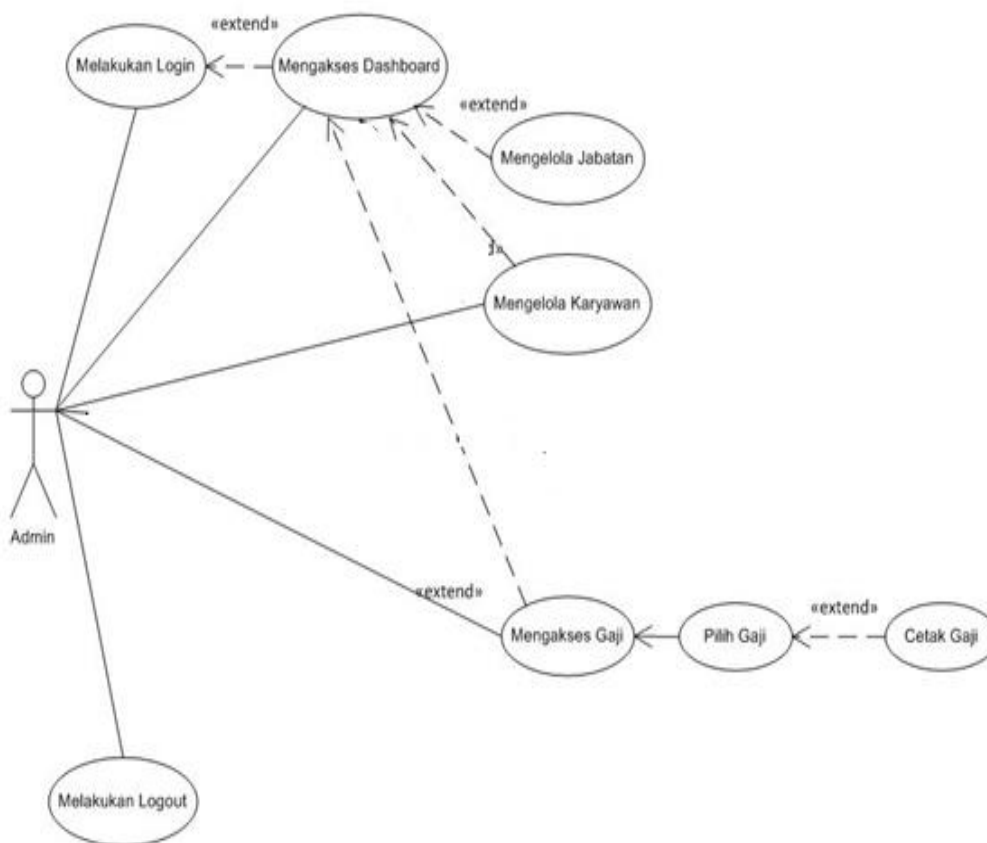 «extend»
Melakukan Login
Mengakses Dashboard
«extend»
Mengelola Jabatan
Mengelola Karyawan
Admin
«extend»
Mengakses Gaji
Pilih Gaji
«extend»
Cetak Gaji
Melakukan Logout